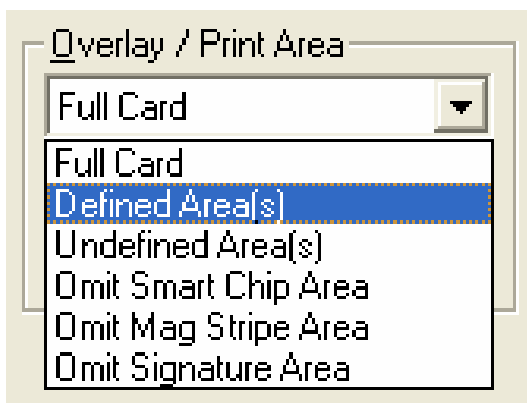 Overlay / Print Area
Full Card
Full Card
Defined Area(s)
Undefined Area(s)
Omit Smart Chip Area
Omit Mag Stripe Area
Omit Signature Area